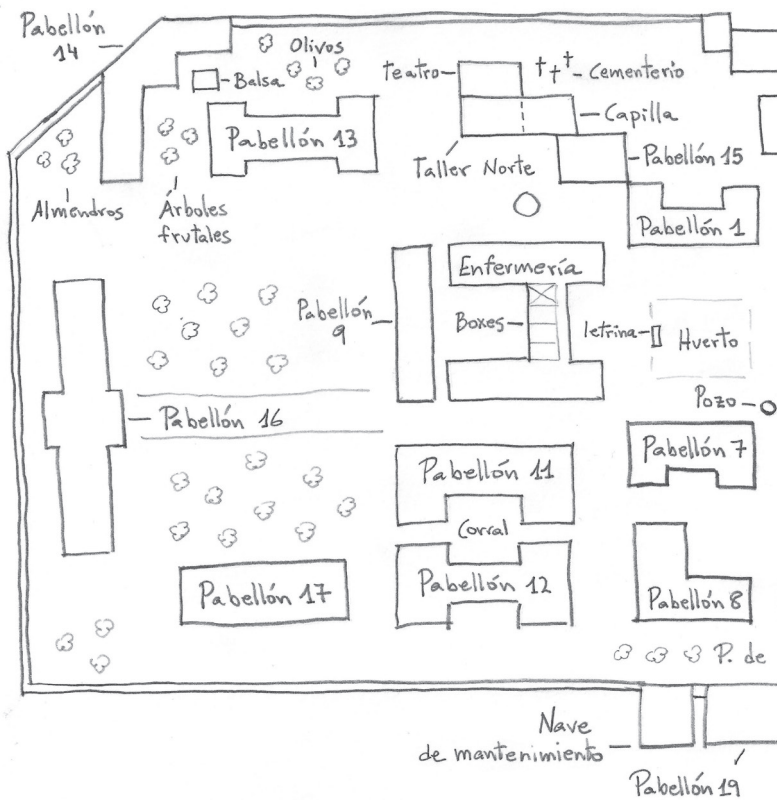 Pabellón
14
Olivos
Balsa
Teatro
Cementerio
Capilla
Pabellón 13
Taller Norte
Pabellón 15
Almendros
Árboles
frutales
Pabellón 1
Enfermería
Pabellón
9
Boxes
letrina
Huerto
Pozo
Pabellón 16
Pabellón 7
Pabellón 11
Corral
Pabellón 12
Pabellón 17
Pabellón 8
P. de
Nave
de mantenimiento
Pabellón 19